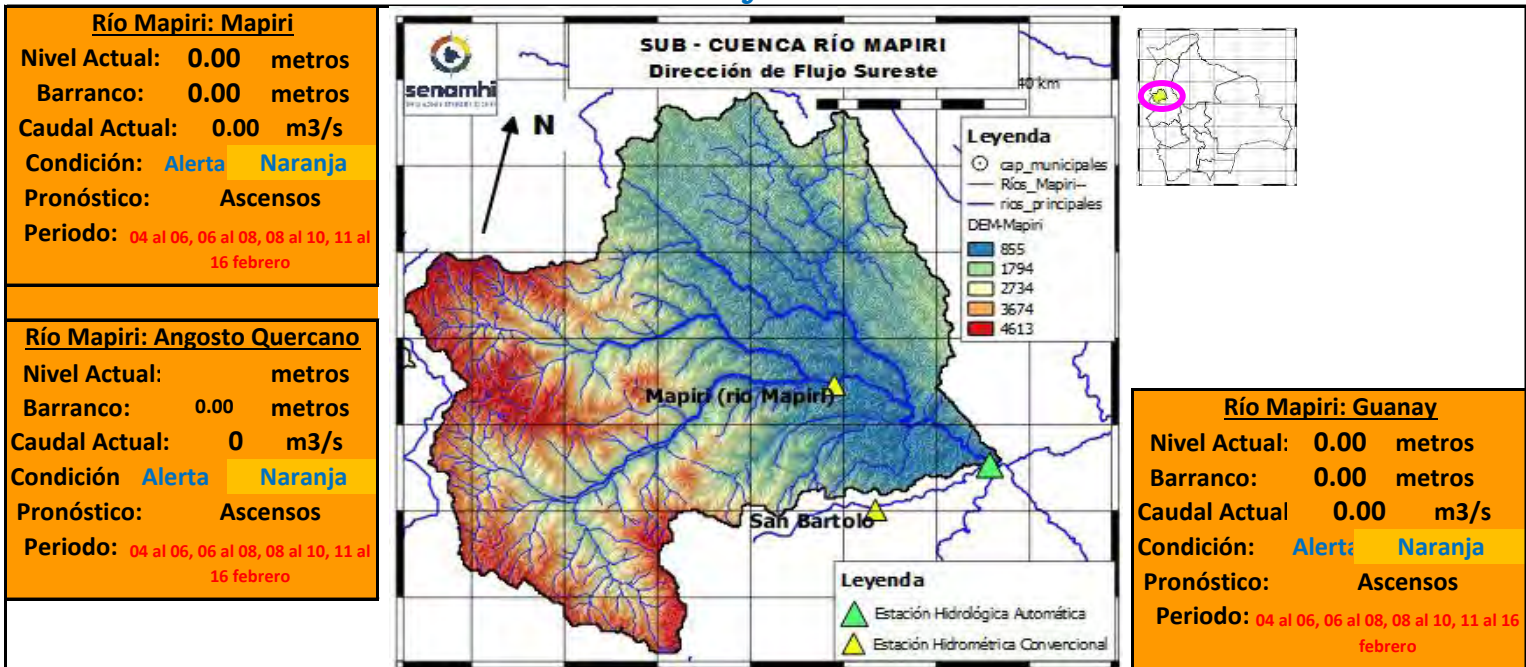 Río Mapiri: Mapiri
Nivel Actual: 0.00 metros
Barranco: 0.00 metros
Caudal Actual: 0.00 m3/s
Condición: Alerta Naranja
Pronóstico: Ascensos
Periodo: 04 al 06, 06 al 08, 08 al 10, 11 al
16 febrero
Río Mapiri: Angosto Quercano
Nivel Actual: metros
Barranco: 0.00 metros
Caudal Actual: 0 m3/s
Condición Alerta Naranja
Pronóstico: Ascensos
Periodo: 04 al 06, 06 al 08, 08 al 10, 11 al
16 febrero
senamhi
SUB - CUENCA RÍO MAPIRI
Dirección de Flujo Sureste
40 km
N
Leyenda
cap_municipales
Ríos_Mapiri--
rios_principales
DEM-Mapiri
855
1794
2734
3674
4613
Mapiri (rio Mapiri)
San Bartolo
Leyenda
Estación Hidrológica Automática
Estación Hidrométrica Convencional
Río Mapiri: Guanay
Nivel Actual: 0.00 metros
Barranco: 0.00 metros
Caudal Actual 0.00 m3/s
Condición: Alerta Naranja
Pronóstico: Ascensos
Periodo: 04 al 06, 06 al 08, 08 al 10, 11 al 16
febrero